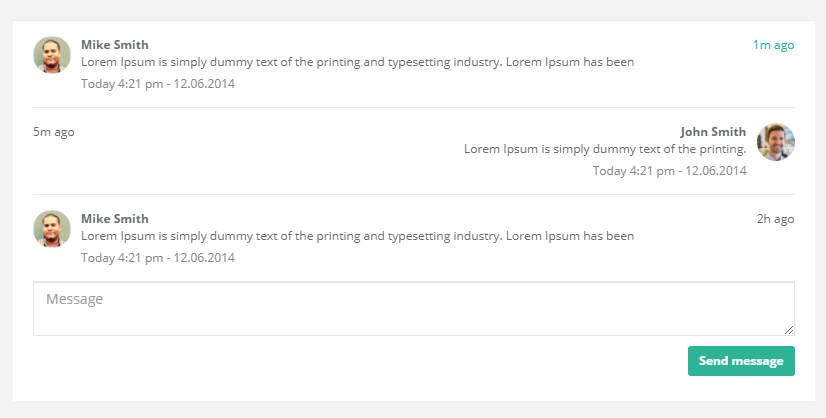 Mike Smith 1m ago
Lorem Ipsum is simply dummy text of the printing and typesetting industry. Lorem Ipsum has been
Today 4:21 pm - 12.06.2014
5m ago John Smith
Lorem Ipsum is simply dummy text of the printing.
Today 4:21 pm - 12.06.2014
Mike Smith 2h ago
Lorem Ipsum is simply dummy text of the printing and typesetting industry. Lorem Ipsum has been
Today 4:21 pm - 12.06.2014
Message
Send message